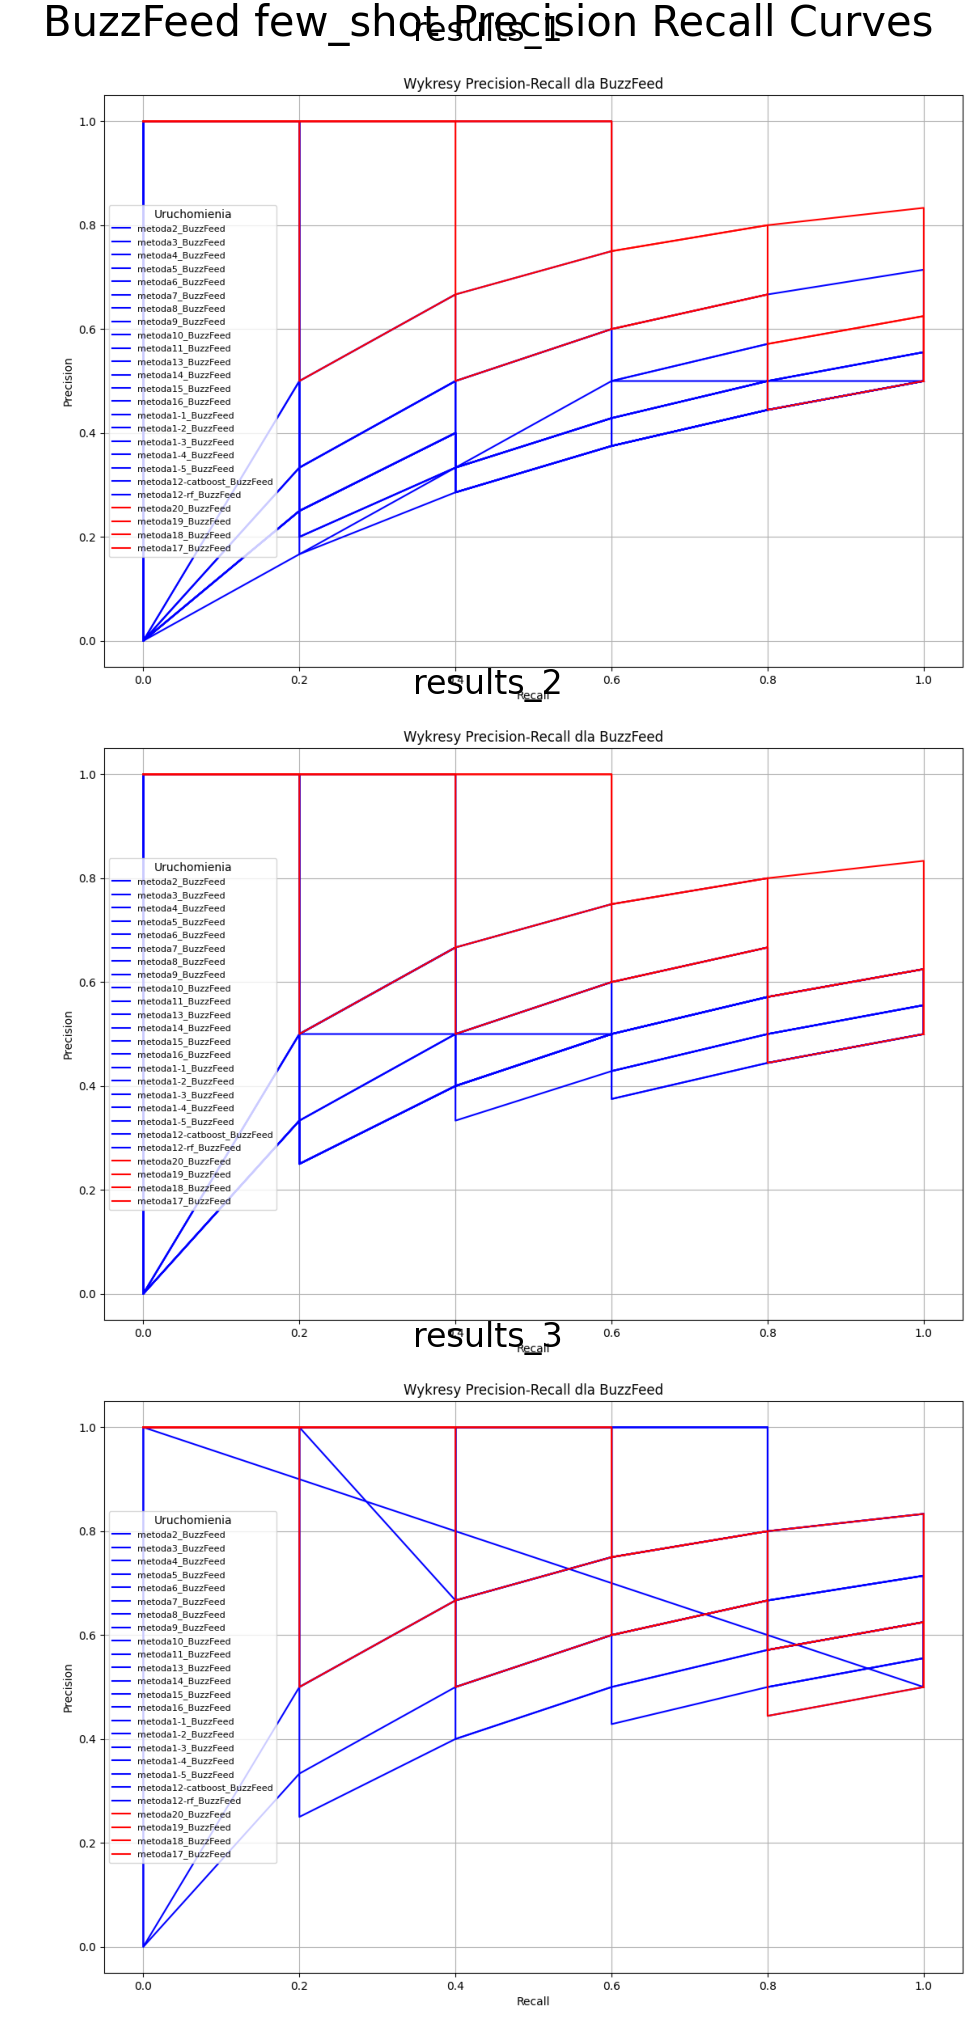 BuzzFeed few_shot Precision Recall Curves
results_1
Wykresy Precision-Recall dla BuzzFeed
1.0
0.8
0.6
0.4
0.2
0.0
Precision
Uruchomienia
metoda2_BuzzFeed
metoda3_BuzzFeed
metoda4_BuzzFeed
metoda5_BuzzFeed
metoda6_BuzzFeed
metoda7_BuzzFeed
metoda8_BuzzFeed
metoda9_BuzzFeed
metoda10_BuzzFeed
metoda11_BuzzFeed
metoda13_BuzzFeed
metoda14_BuzzFeed
metoda15_BuzzFeed
metoda16_BuzzFeed
metoda1-1_BuzzFeed
metoda1-2_BuzzFeed
metoda1-3_BuzzFeed
metoda1-4_BuzzFeed
metoda1-5_BuzzFeed
metoda12-catboost_BuzzFeed
metoda12-rf_BuzzFeed
metoda20_BuzzFeed
metoda19_BuzzFeed
metoda18_BuzzFeed
metoda17_BuzzFeed
0.0 0.2 0.4 0.6 0.8 1.0
Recall
results_2
Wykresy Precision-Recall dla BuzzFeed
1.0
0.8
0.6
0.4
0.2
0.0
Precision
Uruchomienia
metoda2_BuzzFeed
metoda3_BuzzFeed
metoda4_BuzzFeed
metoda5_BuzzFeed
metoda6_BuzzFeed
metoda7_BuzzFeed
metoda8_BuzzFeed
metoda9_BuzzFeed
metoda10_BuzzFeed
metoda11_BuzzFeed
metoda13_BuzzFeed
metoda14_BuzzFeed
metoda15_BuzzFeed
metoda16_BuzzFeed
metoda1-1_BuzzFeed
metoda1-2_BuzzFeed
metoda1-3_BuzzFeed
metoda1-4_BuzzFeed
metoda1-5_BuzzFeed
metoda12-catboost_BuzzFeed
metoda12-rf_BuzzFeed
metoda20_BuzzFeed
metoda19_BuzzFeed
metoda18_BuzzFeed
metoda17_BuzzFeed
0.0 0.2 0.4 0.6 0.8 1.0
Recall
results_3
Wykresy Precision-Recall dla BuzzFeed
1.0
0.8
0.6
0.4
0.2
0.0
Precision
Uruchomienia
metoda2_BuzzFeed
metoda3_BuzzFeed
metoda4_BuzzFeed
metoda5_BuzzFeed
metoda6_BuzzFeed
metoda7_BuzzFeed
metoda8_BuzzFeed
metoda9_BuzzFeed
metoda10_BuzzFeed
metoda11_BuzzFeed
metoda13_BuzzFeed
metoda14_BuzzFeed
metoda15_BuzzFeed
metoda16_BuzzFeed
metoda1-1_BuzzFeed
metoda1-2_BuzzFeed
metoda1-3_BuzzFeed
metoda1-4_BuzzFeed
metoda1-5_BuzzFeed
metoda12-catboost_BuzzFeed
metoda12-rf_BuzzFeed
metoda20_BuzzFeed
metoda19_BuzzFeed
metoda18_BuzzFeed
metoda17_BuzzFeed
0.0 0.2 0.4 0.6 0.8 1.0
Recall